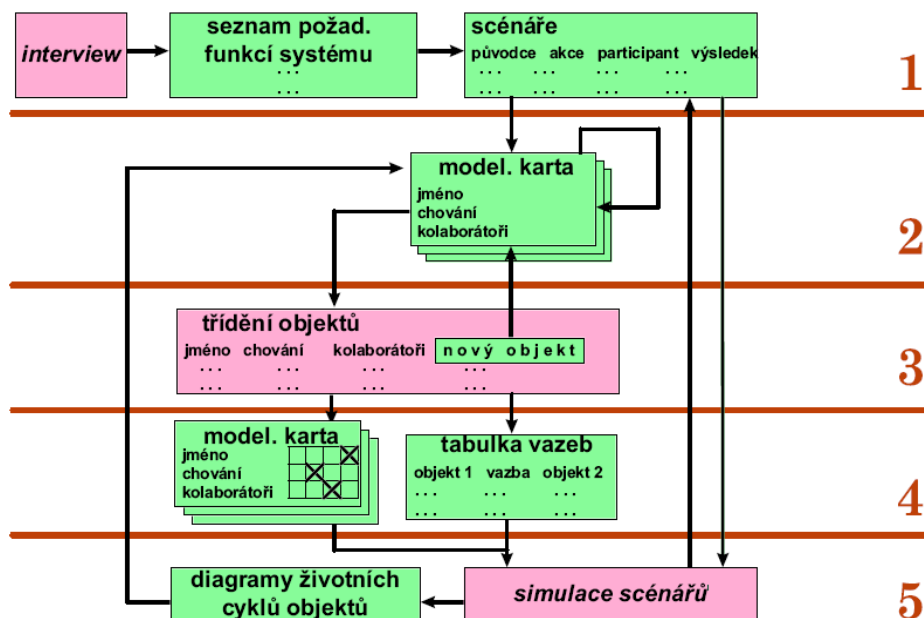 interview
seznam požad.
funkcí systému
...
...
scénáře
původce akce participant výsledek
... ... ... ...
... ... ... ...
1
model. karta
jméno
chování
kolaborátoři
2
třídění objektů
jméno chování kolaborátoři nový objekt
... ... ... ...
... ... ... ...
3
model. karta
jméno
chování
kolaborátoři
tabulka vazeb
objekt 1 vazba objekt 2
... ... ...
... ... ...
4
diagramy životních
cyklů objektů
simulace scénářů
5